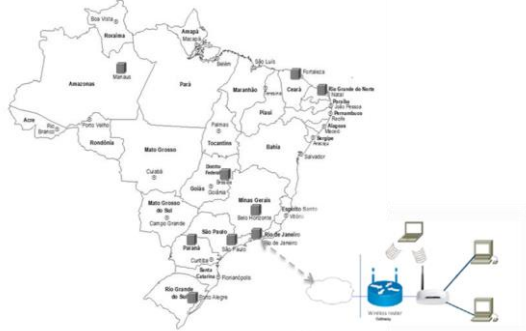 Boa Vista
Roraima
Amapá
Macapá
Belém
São Luís
Fortaleza
Manaus
Amazonas
Pará
Maranhão
Teresina
Ceará
Rio Grande do Norte
Natal
Paraíba
João Pessoa
Pernambuco
Recife
Alagoas
Maceió
Sergipe
Aracaju
Piauí
Acre
Rio
Branco
Porto Velho
Rondônia
Palmas
Tocantins
Bahia
Salvador
Mato Grosso
Cuiabá
Distrito
Federal
Brasília
Goiás
Goiânia
Minas Gerais
Belo Horizonte
Espírito Santo
Vitória
Mato Grosso
do Sul
Campo Grande
São Paulo
São Paulo
Rio de Janeiro
Rio de Janeiro
Paraná
Curitiba
Santa
Catarina
Florianópolis
Rio Grande
do Sul
Porto Alegre
Wireless router
Gateway